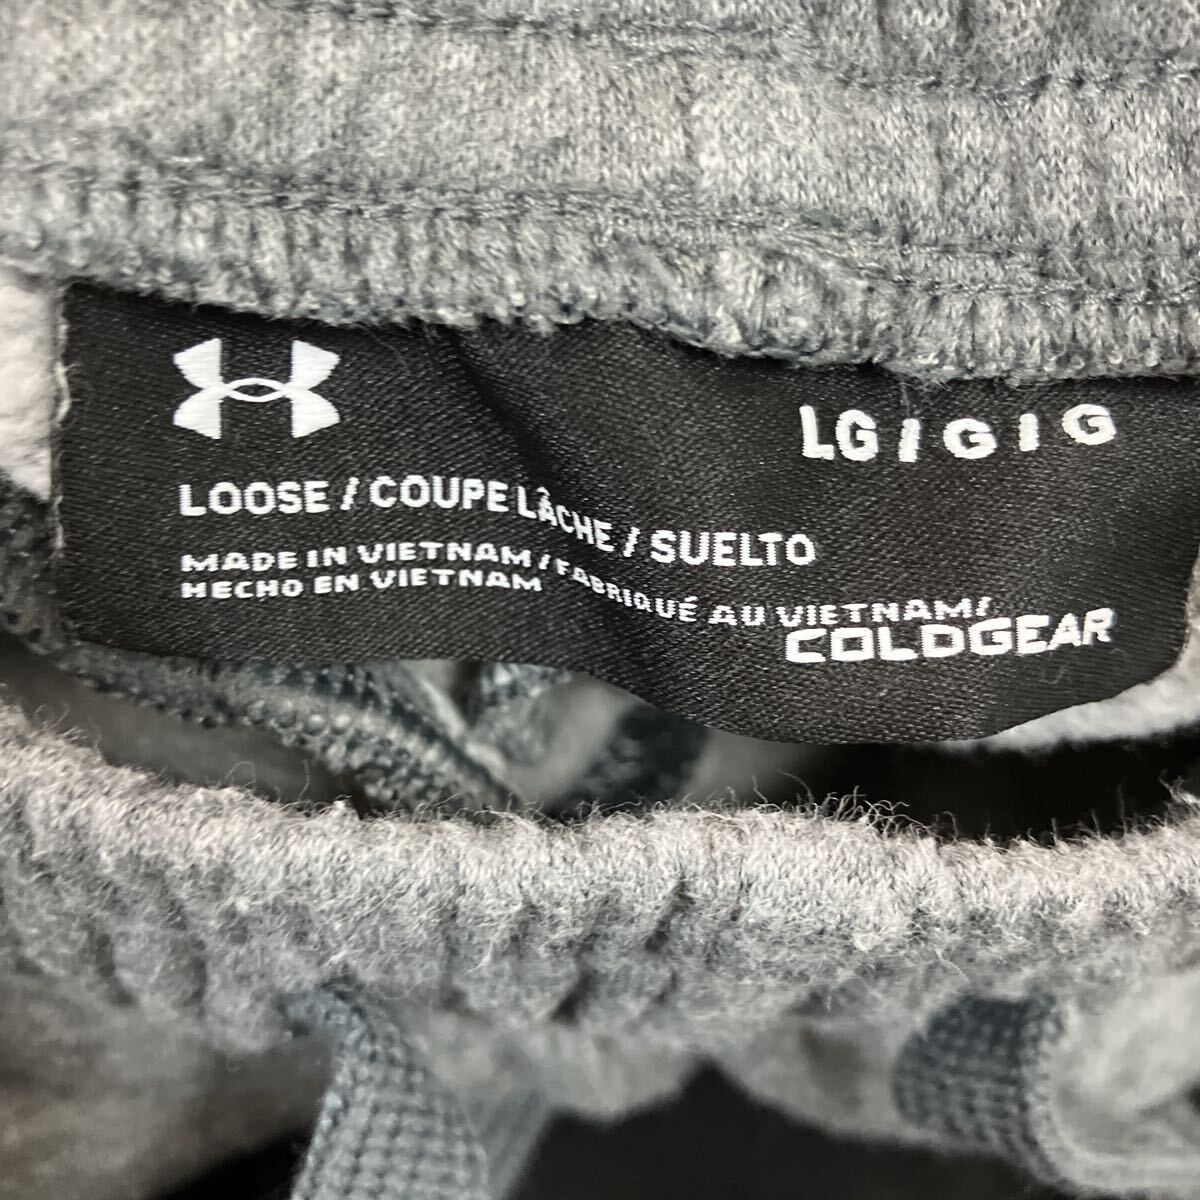 LG / G / G
LOOSE / COUPE LÂCHE / SUELTO
MADE IN VIETNAM / FABRIQUÉ AU VIETNAM/
HECHO EN VIETNAM
COLDGEAR